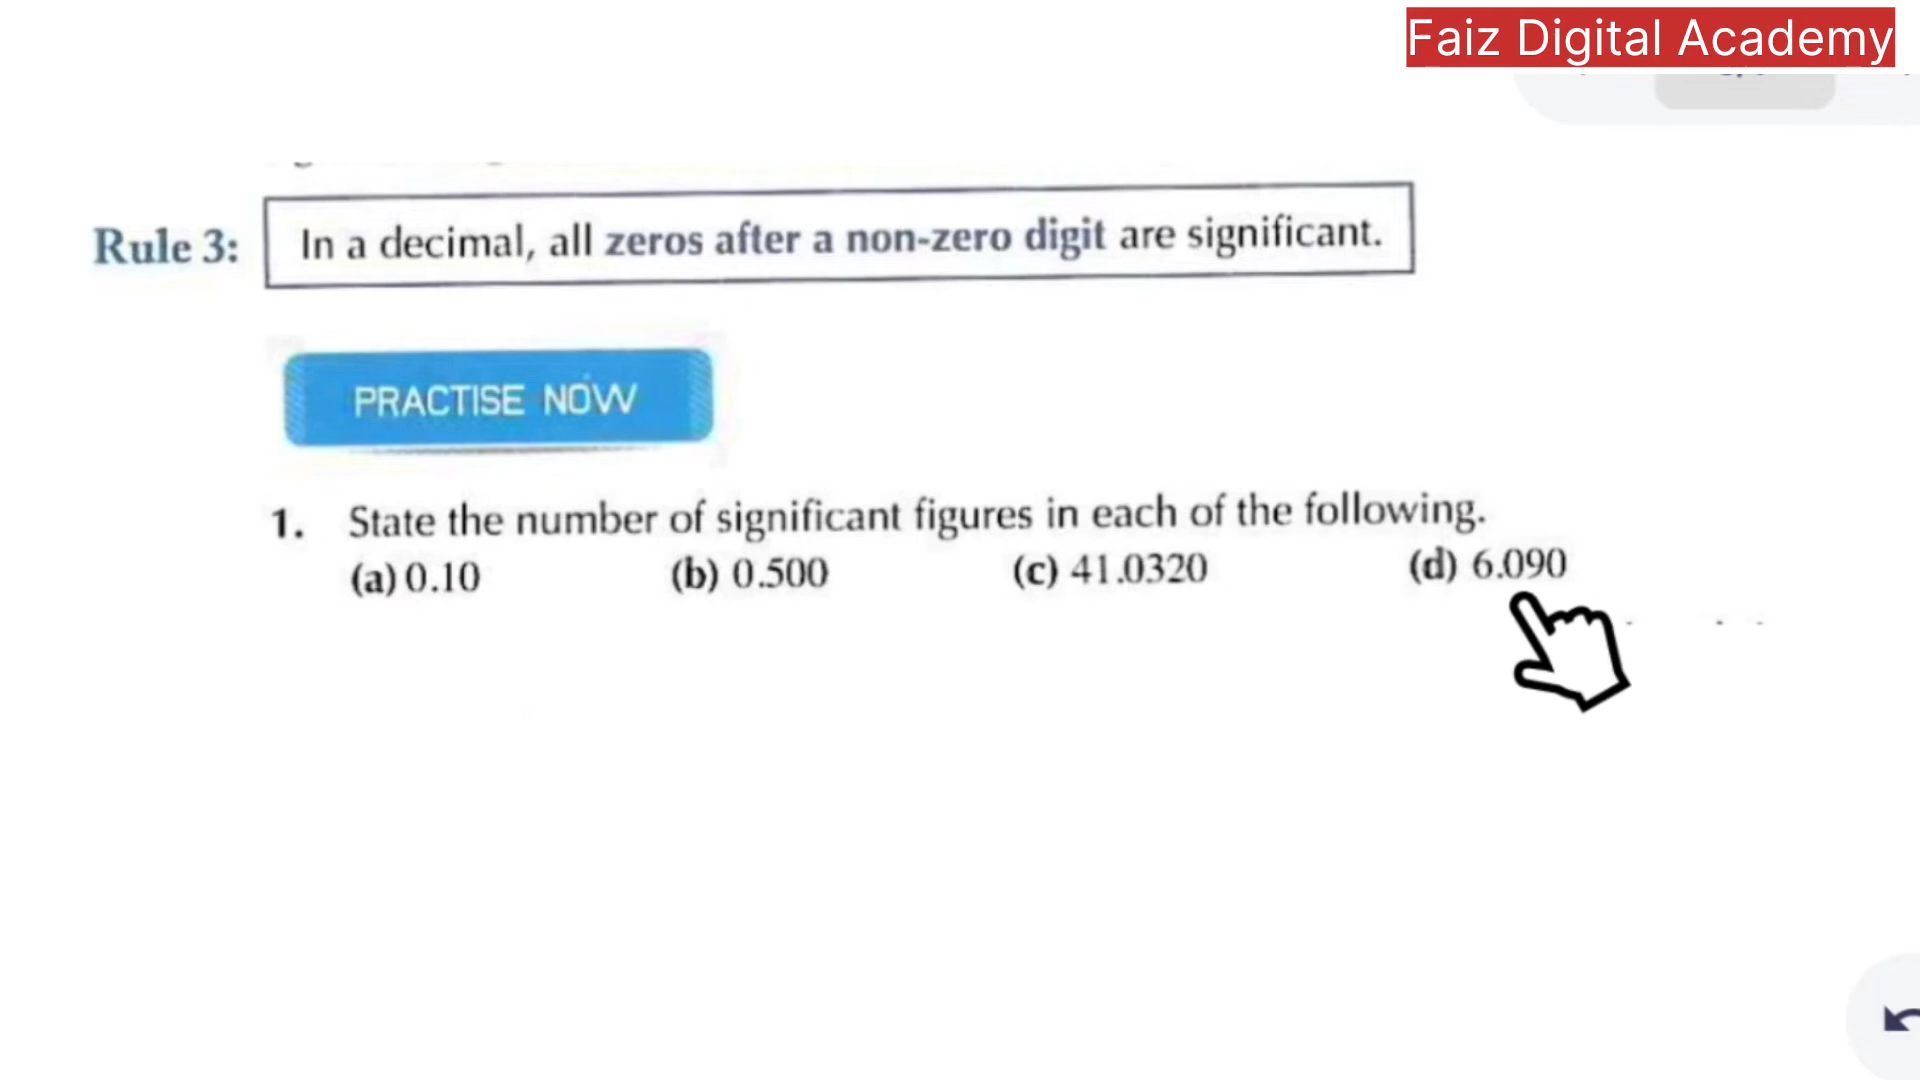 Faiz Digital Academy
Rule 3: In a decimal, all zeros after a non-zero digit are significant.
PRACTISE NOW
1. State the number of significant figures in each of the following.
(a) 0.10 (b) 0.500 (c) 41.0320 (d) 6.090